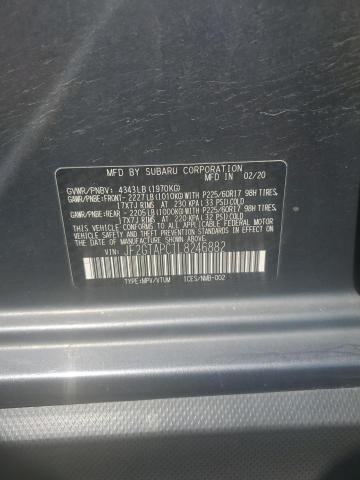 MFD. BY SUBARU CORPORATION
MFD IN 02/20
GVWR/PNBV: 4343LB(1970KG)
GAWR/PNBE:FRONT- 2227LB(1010KG)WITH P225/60R17 98H TIRES,
17X7J RIMS AT 230 KPA(33 PSI)COLD
GAWR/PNBE:REAR - 2205LB(1000KG)WITH P225/60R17 98H TIRES,
17X7J RIMS AT 220 KPA(32 PSI)COLD
THIS VEHICLE CONFORMS TO ALL APPLICABLE FEDERAL MOTOR
VEHICLE SAFETY, BUMPER, AND THEFT PREVENTION STANDARDS
IN EFFECT ON THE DATE OF MANUFACTURE SHOWN ABOVE.
VIN: JF2GTAPC1L8246882
TYPE:MPV/VTUM ICES/NMB-002